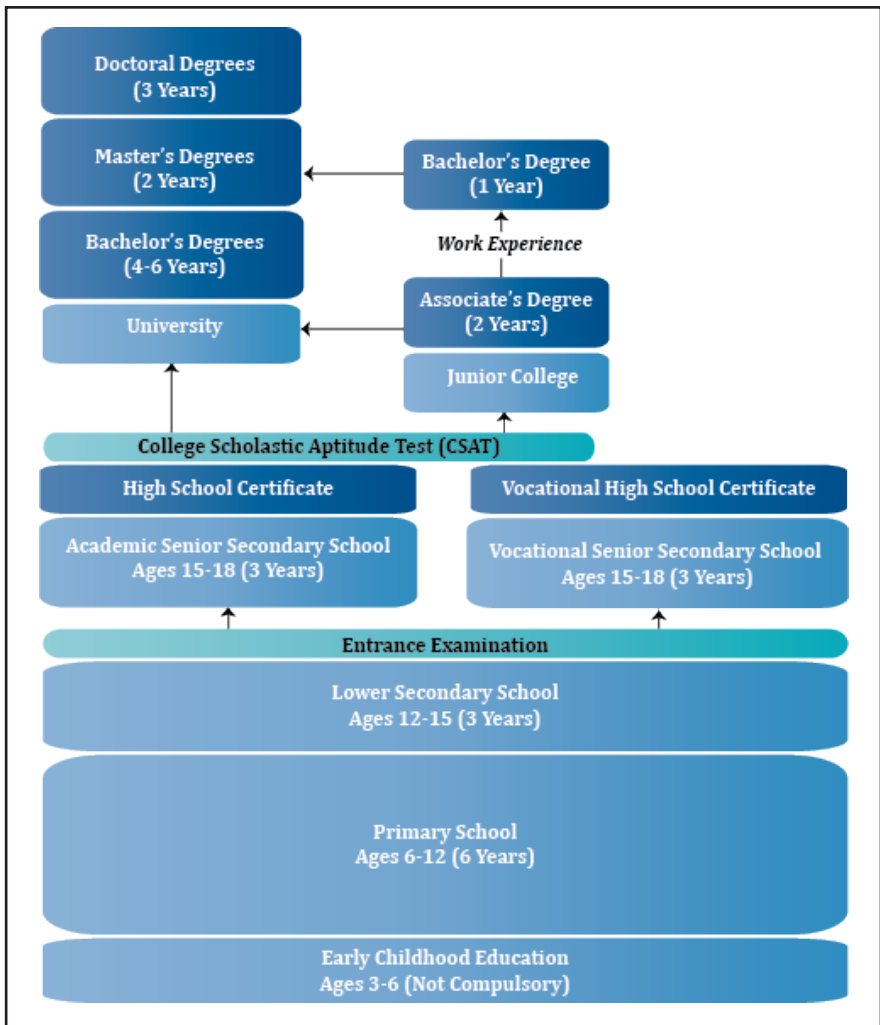 Doctoral Degrees
(3 Years)
Master's Degrees
(2 Years)
Bachelor's Degree
(1 Year)
Bachelor's Degrees
(4-6 Years)
Work Experience
Associate's Degree
(2 Years)
University
Junior College
College Scholastic Aptitude Test (CSAT)
High School Certificate
Vocational High School Certificate
Academic Senior Secondary School
Ages 15-18 (3 Years)
Vocational Senior Secondary School
Ages 15-18 (3 Years)
Entrance Examination
Lower Secondary School
Ages 12-15 (3 Years)
Primary School
Ages 6-12 (6 Years)
Early Childhood Education
Ages 3-6 (Not Compulsory)